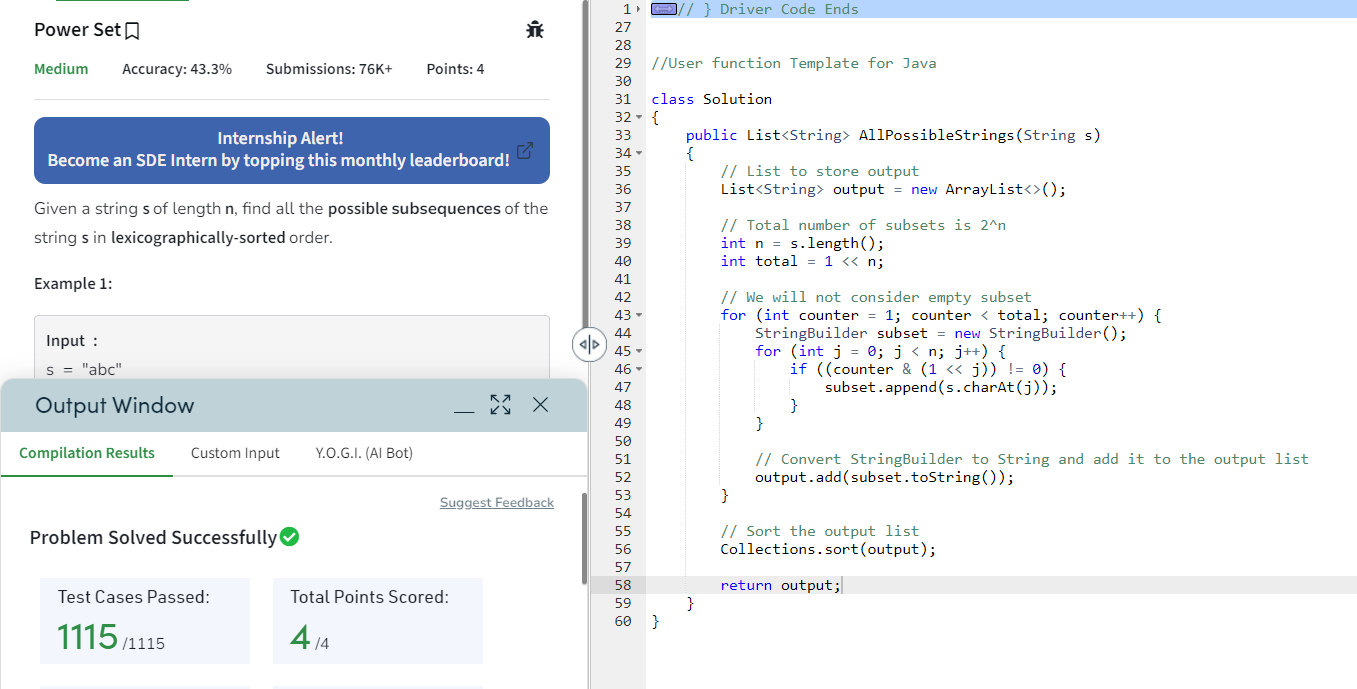 Power Set
Medium Accuracy: 43.3% Submissions: 76K+ Points: 4
Internship Alert!
Become an SDE Intern by topping this monthly leaderboard!
Given a string s of length n, find all the possible subsequences of the
string s in lexicographically-sorted order.
Example 1:
Input :
s = "abc"
Output Window
Compilation Results Custom Input Y.O.G.I. (AI Bot)
Suggest Feedback
Problem Solved Successfully
Test Cases Passed:
1115 /1115
Total Points Scored:
4 /4
1 // } Driver Code Ends
27
28
29 //User function Template for Java
30
31 class Solution
32 {
33     public List<String> AllPossibleStrings(String s)
34     {
35         // List to store output
36         List<String> output = new ArrayList<>();
37
38         // Total number of subsets is 2^n
39         int n = s.length();
40         int total = 1 << n;
41
42         // We will not consider empty subset
43         for (int counter = 1; counter < total; counter++) {
44             StringBuilder subset = new StringBuilder();
45             for (int j = 0; j < n; j++) {
46                 if ((counter & (1 << j)) != 0) {
47                     subset.append(s.charAt(j));
48                 }
49             }
50
51             // Convert StringBuilder to String and add it to the output list
52             output.add(subset.toString());
53         }
54
55         // Sort the output list
56         Collections.sort(output);
57
58         return output;
59     }
60 }